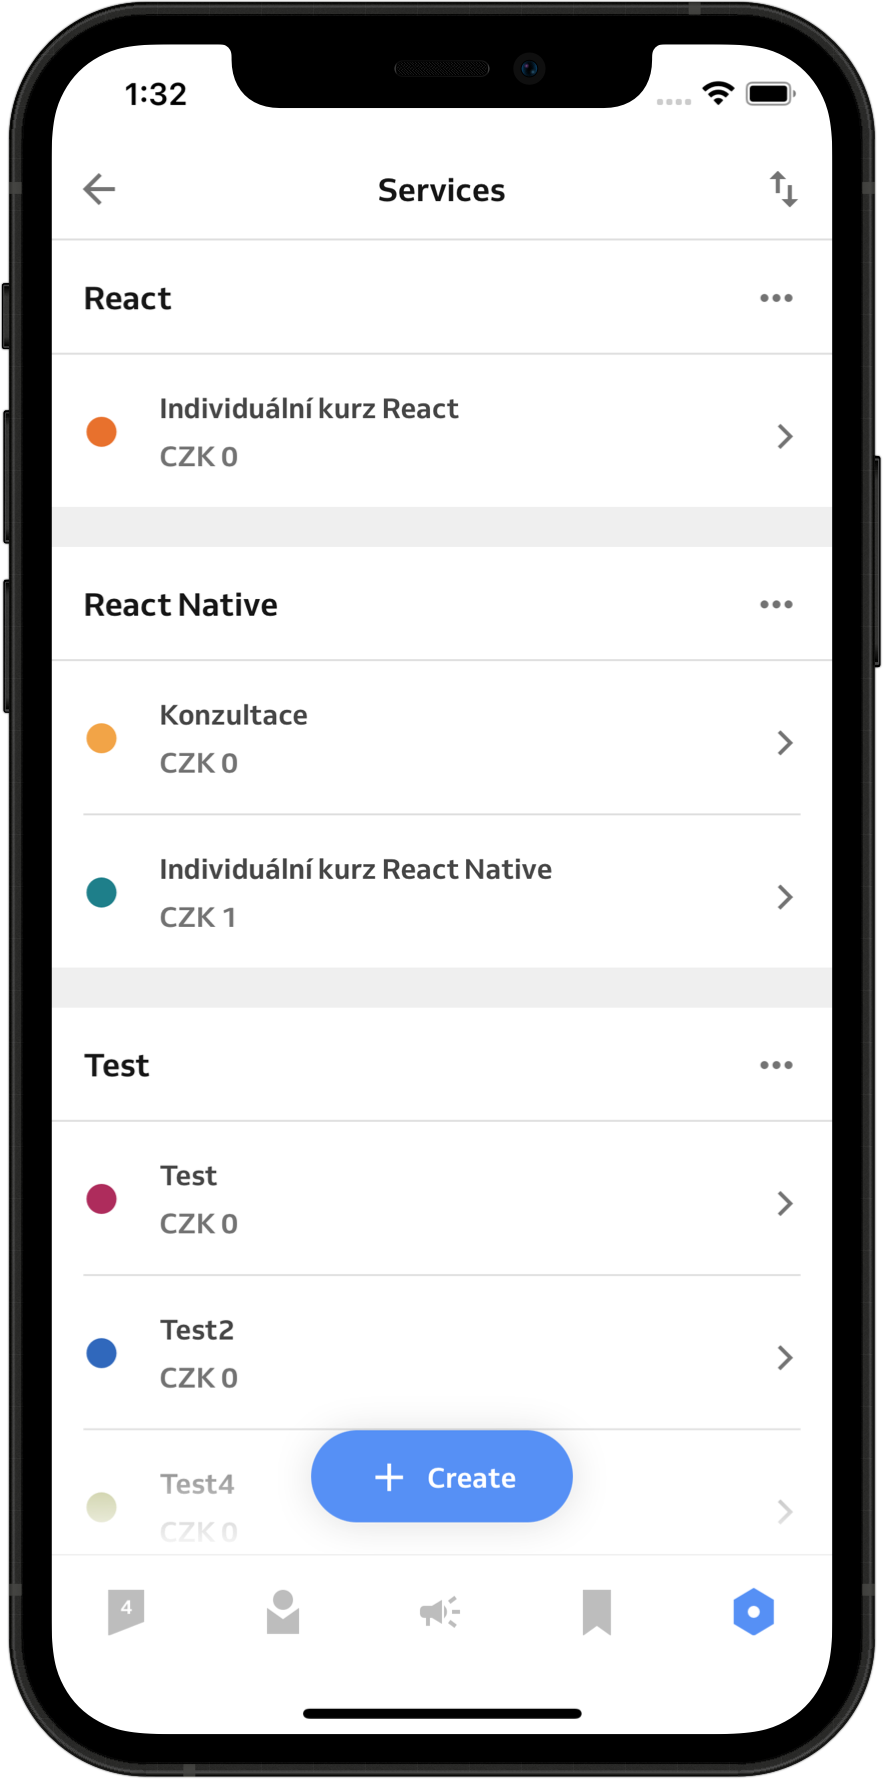 1:32
Services
React
Individuální kurz React
CZK 0
React Native
Konzultace
CZK 0
Individuální kurz React Native
CZK 1
Test
Test
CZK 0
Test2
CZK 0
Test4
CZK 0
Create
4